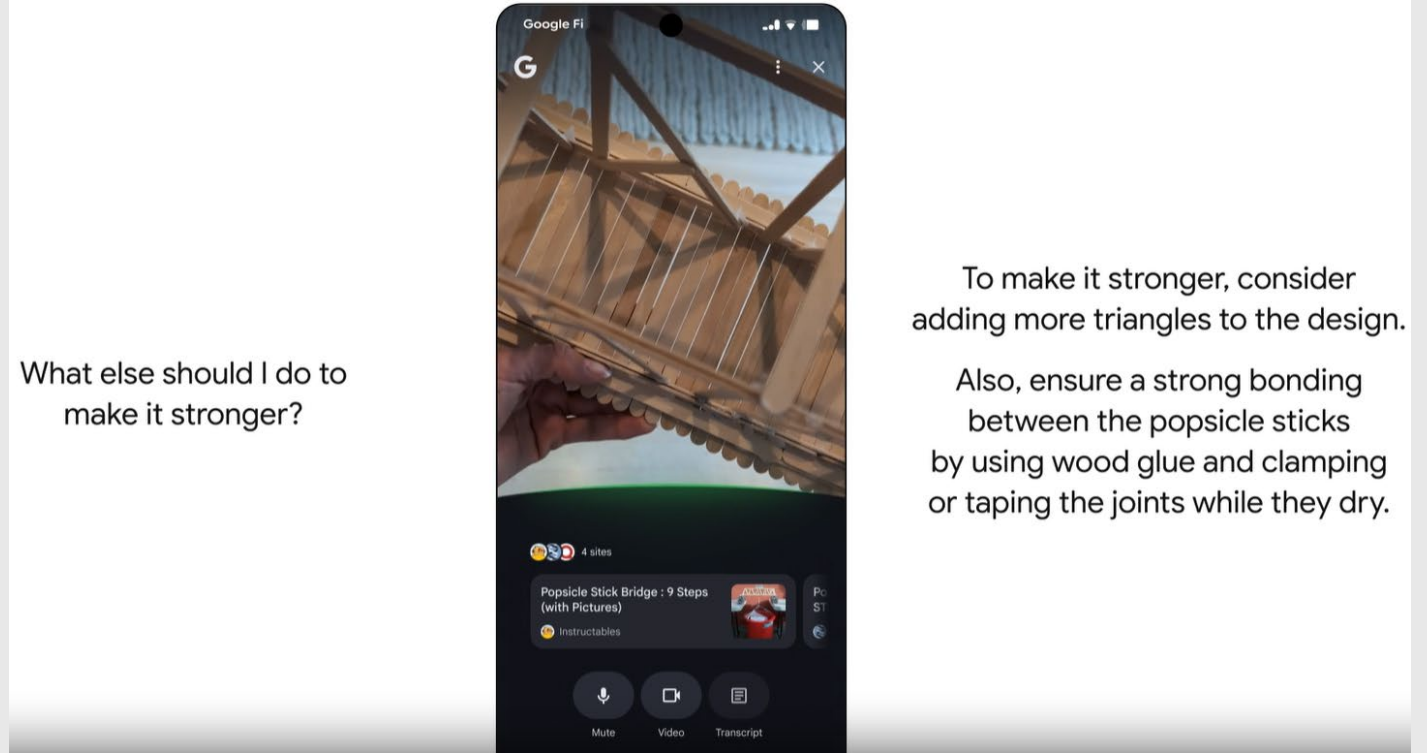 Google Fi
G
What else should I do to
make it stronger?
To make it stronger, consider
adding more triangles to the design.
Also, ensure a strong bonding
between the popsicle sticks
by using wood glue and clamping
or taping the joints while they dry.
4 sites
Popsicle Stick Bridge : 9 Steps
(with Pictures)
Instructables
Po
ST
Mute
Video
Transcript